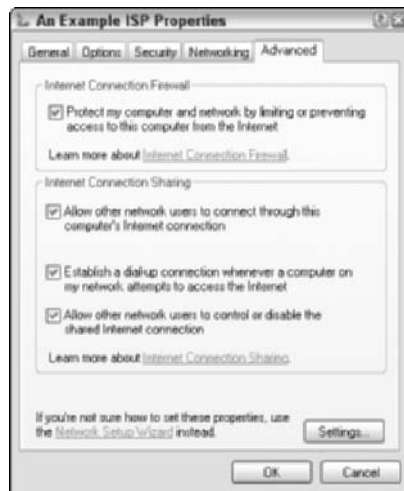 An Example ISP Properties
General Options Security Networking Advanced
Internet Connection Firewall
Protect my computer and network by limiting or preventing
access to this computer from the Internet
Learn more about Internet Connection Firewall.
Internet Connection Sharing
Allow other network users to connect through this
computer's Internet connection
Establish a dial-up connection whenever a computer on
my network attempts to access the Internet
Allow other network users to control or disable the
shared Internet connection
Learn more about Internet Connection Sharing.
If you're not sure how to set these properties, use
the Network Setup Wizard instead.
Settings...
OK Cancel